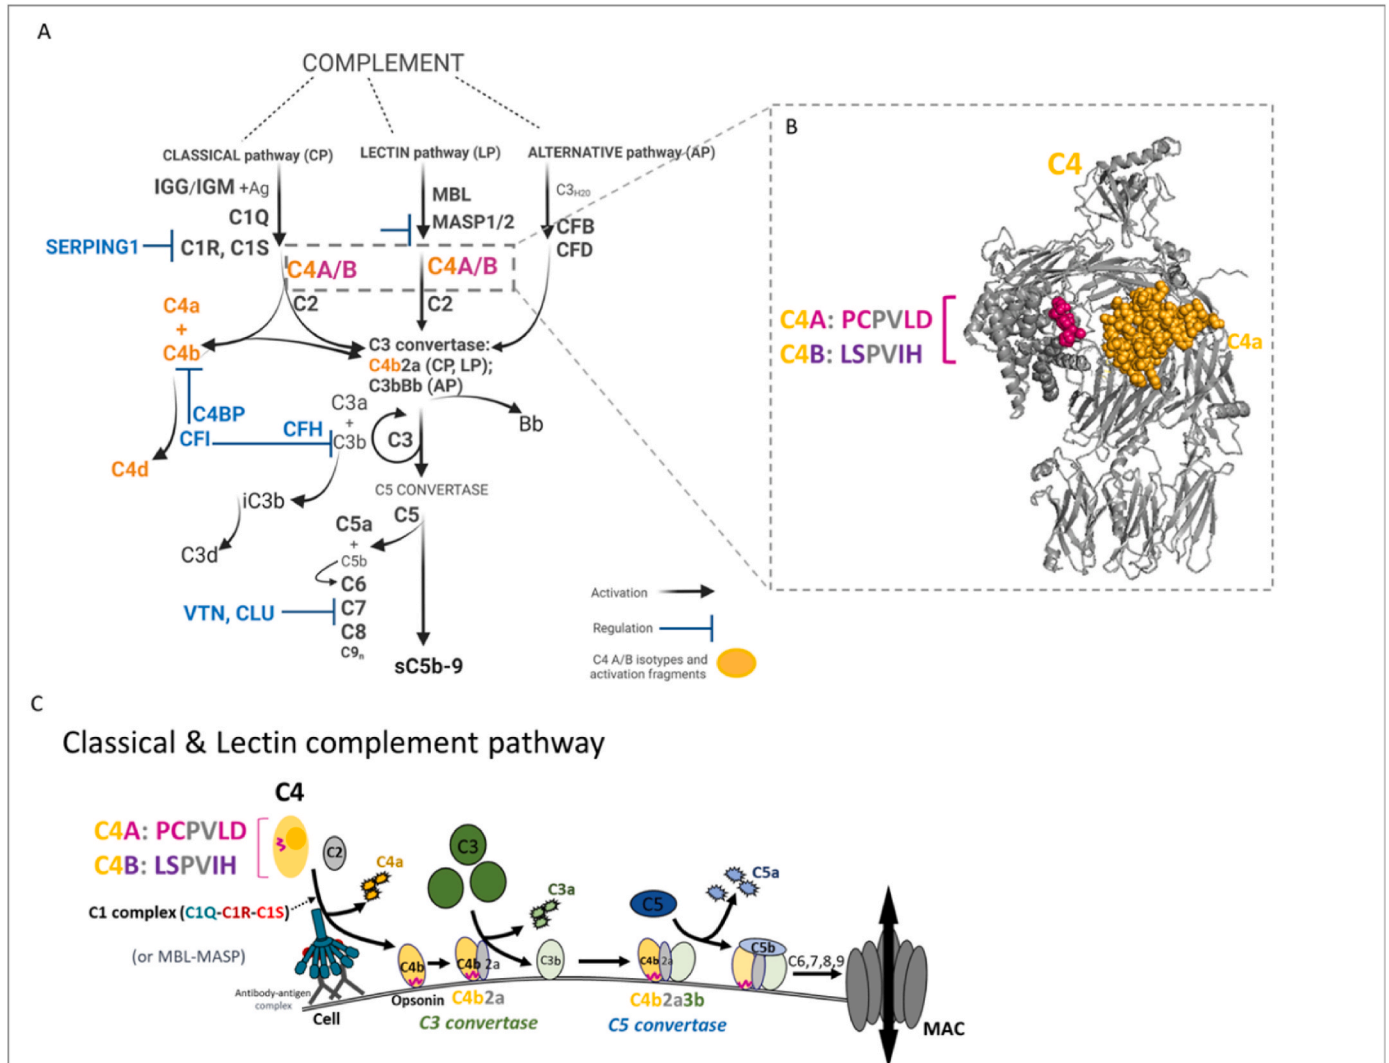 A
COMPLEMENT
CLASSICAL pathway (CP)
LECTIN pathway (LP)
ALTERNATIVE pathway (AP)
IGG/IGM +Ag
C1Q
SERPING1
C1R, C1S
MBL
MASP1/2
C3H20
CFB
CFD
C4A/B
C4A/B
C2
C2
C4a
+
C4b
C3 convertase:
C4b2a (CP, LP);
C3bBb (AP)
C4BP
CFI
CFH
C3a
+
C3b
C3
Bb
C4d
iC3b
C3d
C5 CONVERTASE
C5
C5a
+
C5b
C6
C7
C8
C9n
VTN, CLU
sC5b-9
Activation
Regulation
C4 A/B isotypes and
activation fragments
B
C4
C4A: PCPVLD
C4B: LSPVIH
C4a
C
Classical & Lectin complement pathway
C4
C4A: PCPVLD
C4B: LSPVIH
C2
C4a
C1 complex (C1Q-C1R-C1S)
(or MBL-MASP)
Antibody-antigen
complex
Cell
C4b
Opsonin
C4b 2a
C4b2a
C3 convertase
C3
C3a
C3b
C4b 2a
C4b2a3b
C5 convertase
C5
C5a
C5b
C6,7,8,9
MAC